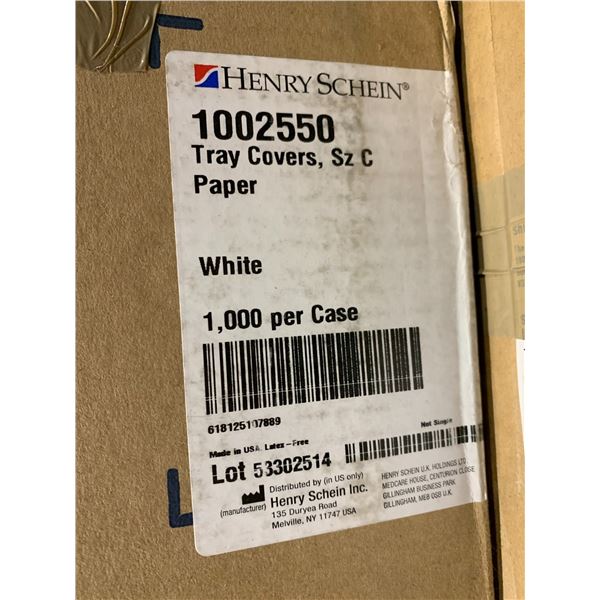 HENRY SCHEIN®
1002550
Tray Covers, Sz C
Paper
White
1,000 per Case
618125107889
Made in USA. Latex-Free
Not Single
Lot 53302514
(manufacturer)
Distributed by (in US only)
Henry Schein Inc.
135 Duryea Road
Melville, NY 11747 USA
HENRY SCHEIN U.K. HOLDINGS LTD
MEDCARE HOUSE, CENTURION CLOSE
GILLINGHAM BUSINESS PARK
GILLINGHAM, ME8 0SB U.K.